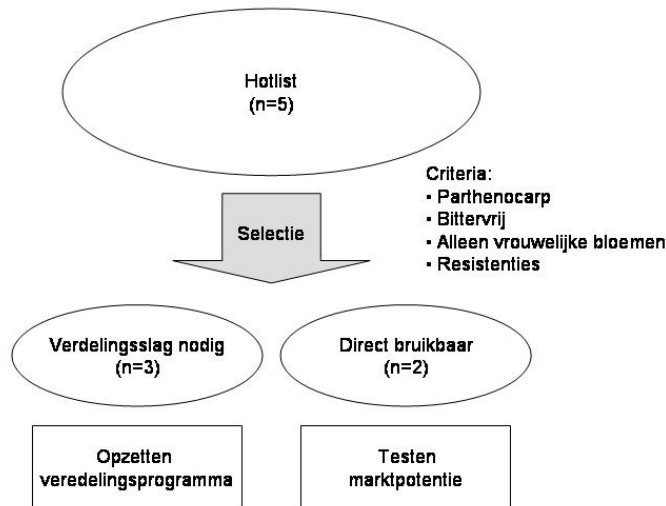 Hotlist
(n=5)
Criteria:
▪ Parthenocarp
▪ Bittervrij
▪ Alleen vrouwelijke bloemen
▪ Resistenties
Selectie
Verdelingsslag nodig
(n=3)
Direct bruikbaar
(n=2)
Opzetten
veredelingsprogramma
Testen
marktpotentie